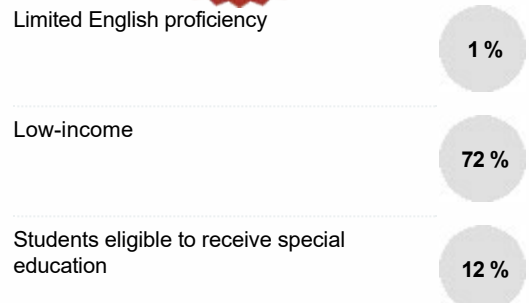 Limited English proficiency
1 %
Low-income
72 %
Students eligible to receive special
education
12 %